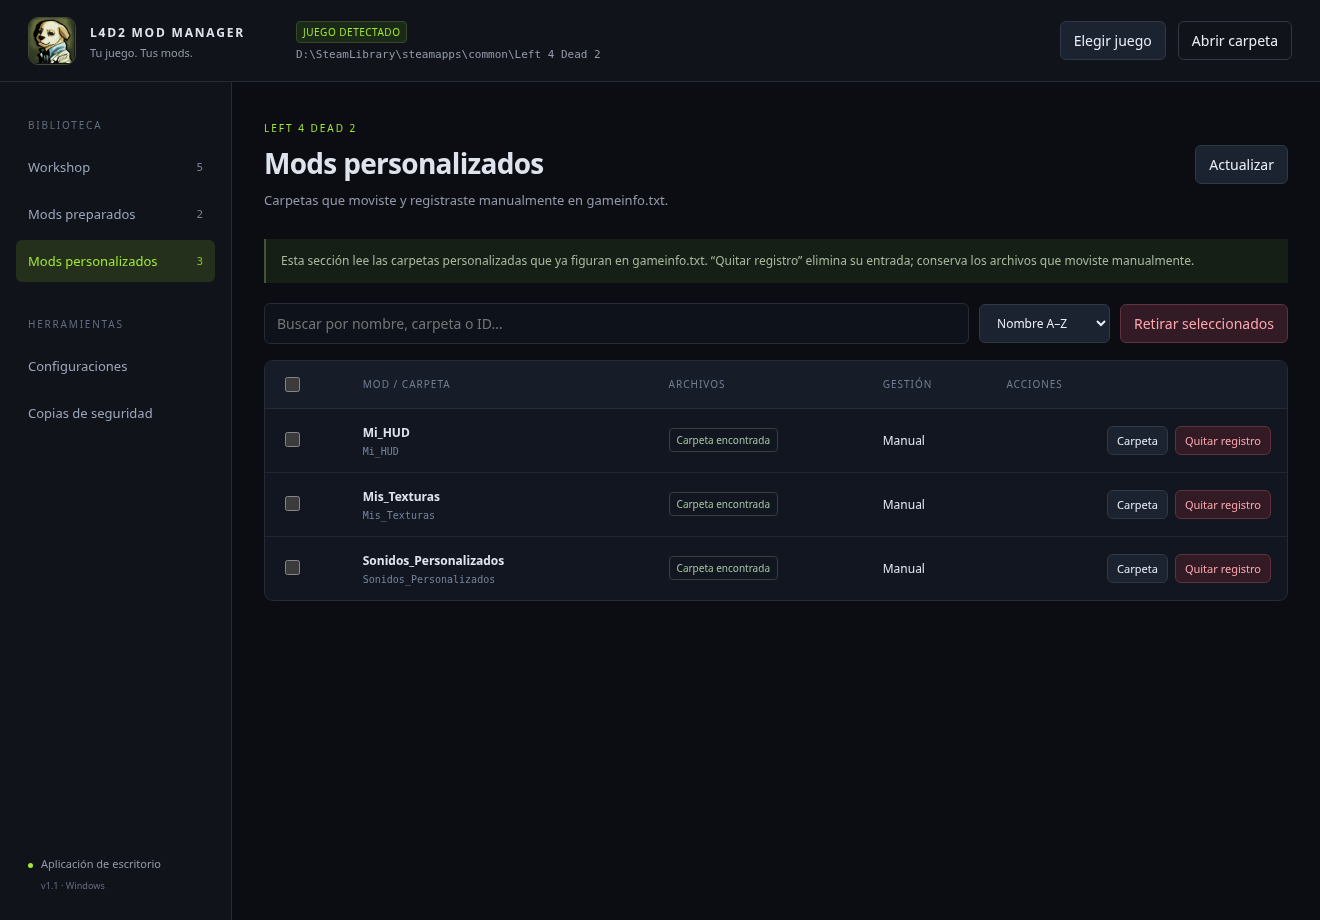 L4D2 MOD MANAGER
Tu juego. Tus mods.
JUEGO DETECTADO
D:\SteamLibrary\steamapps\common\Left 4 Dead 2
Elegir juego
Abrir carpeta
BIBLIOTECA
Workshop 5
Mods preparados 2
Mods personalizados 3
HERRAMIENTAS
Configuraciones
Copias de seguridad
Aplicación de escritorio
v1.1 · Windows
LEFT 4 DEAD 2
Mods personalizados
Carpetas que moviste y registraste manualmente en gameinfo.txt.
Actualizar
Esta sección lee las carpetas personalizadas que ya figuran en gameinfo.txt. “Quitar registro” elimina su entrada; conserva los archivos que moviste manualmente.
Buscar por nombre, carpeta o ID...
Nombre A–Z
Retirar seleccionados
MOD / CARPETA ARCHIVOS GESTIÓN ACCIONES
Mi_HUD
Mi_HUD
Carpeta encontrada
Manual
Carpeta
Quitar registro
Mis_Texturas
Mis_Texturas
Carpeta encontrada
Manual
Carpeta
Quitar registro
Sonidos_Personalizados
Sonidos_Personalizados
Carpeta encontrada
Manual
Carpeta
Quitar registro